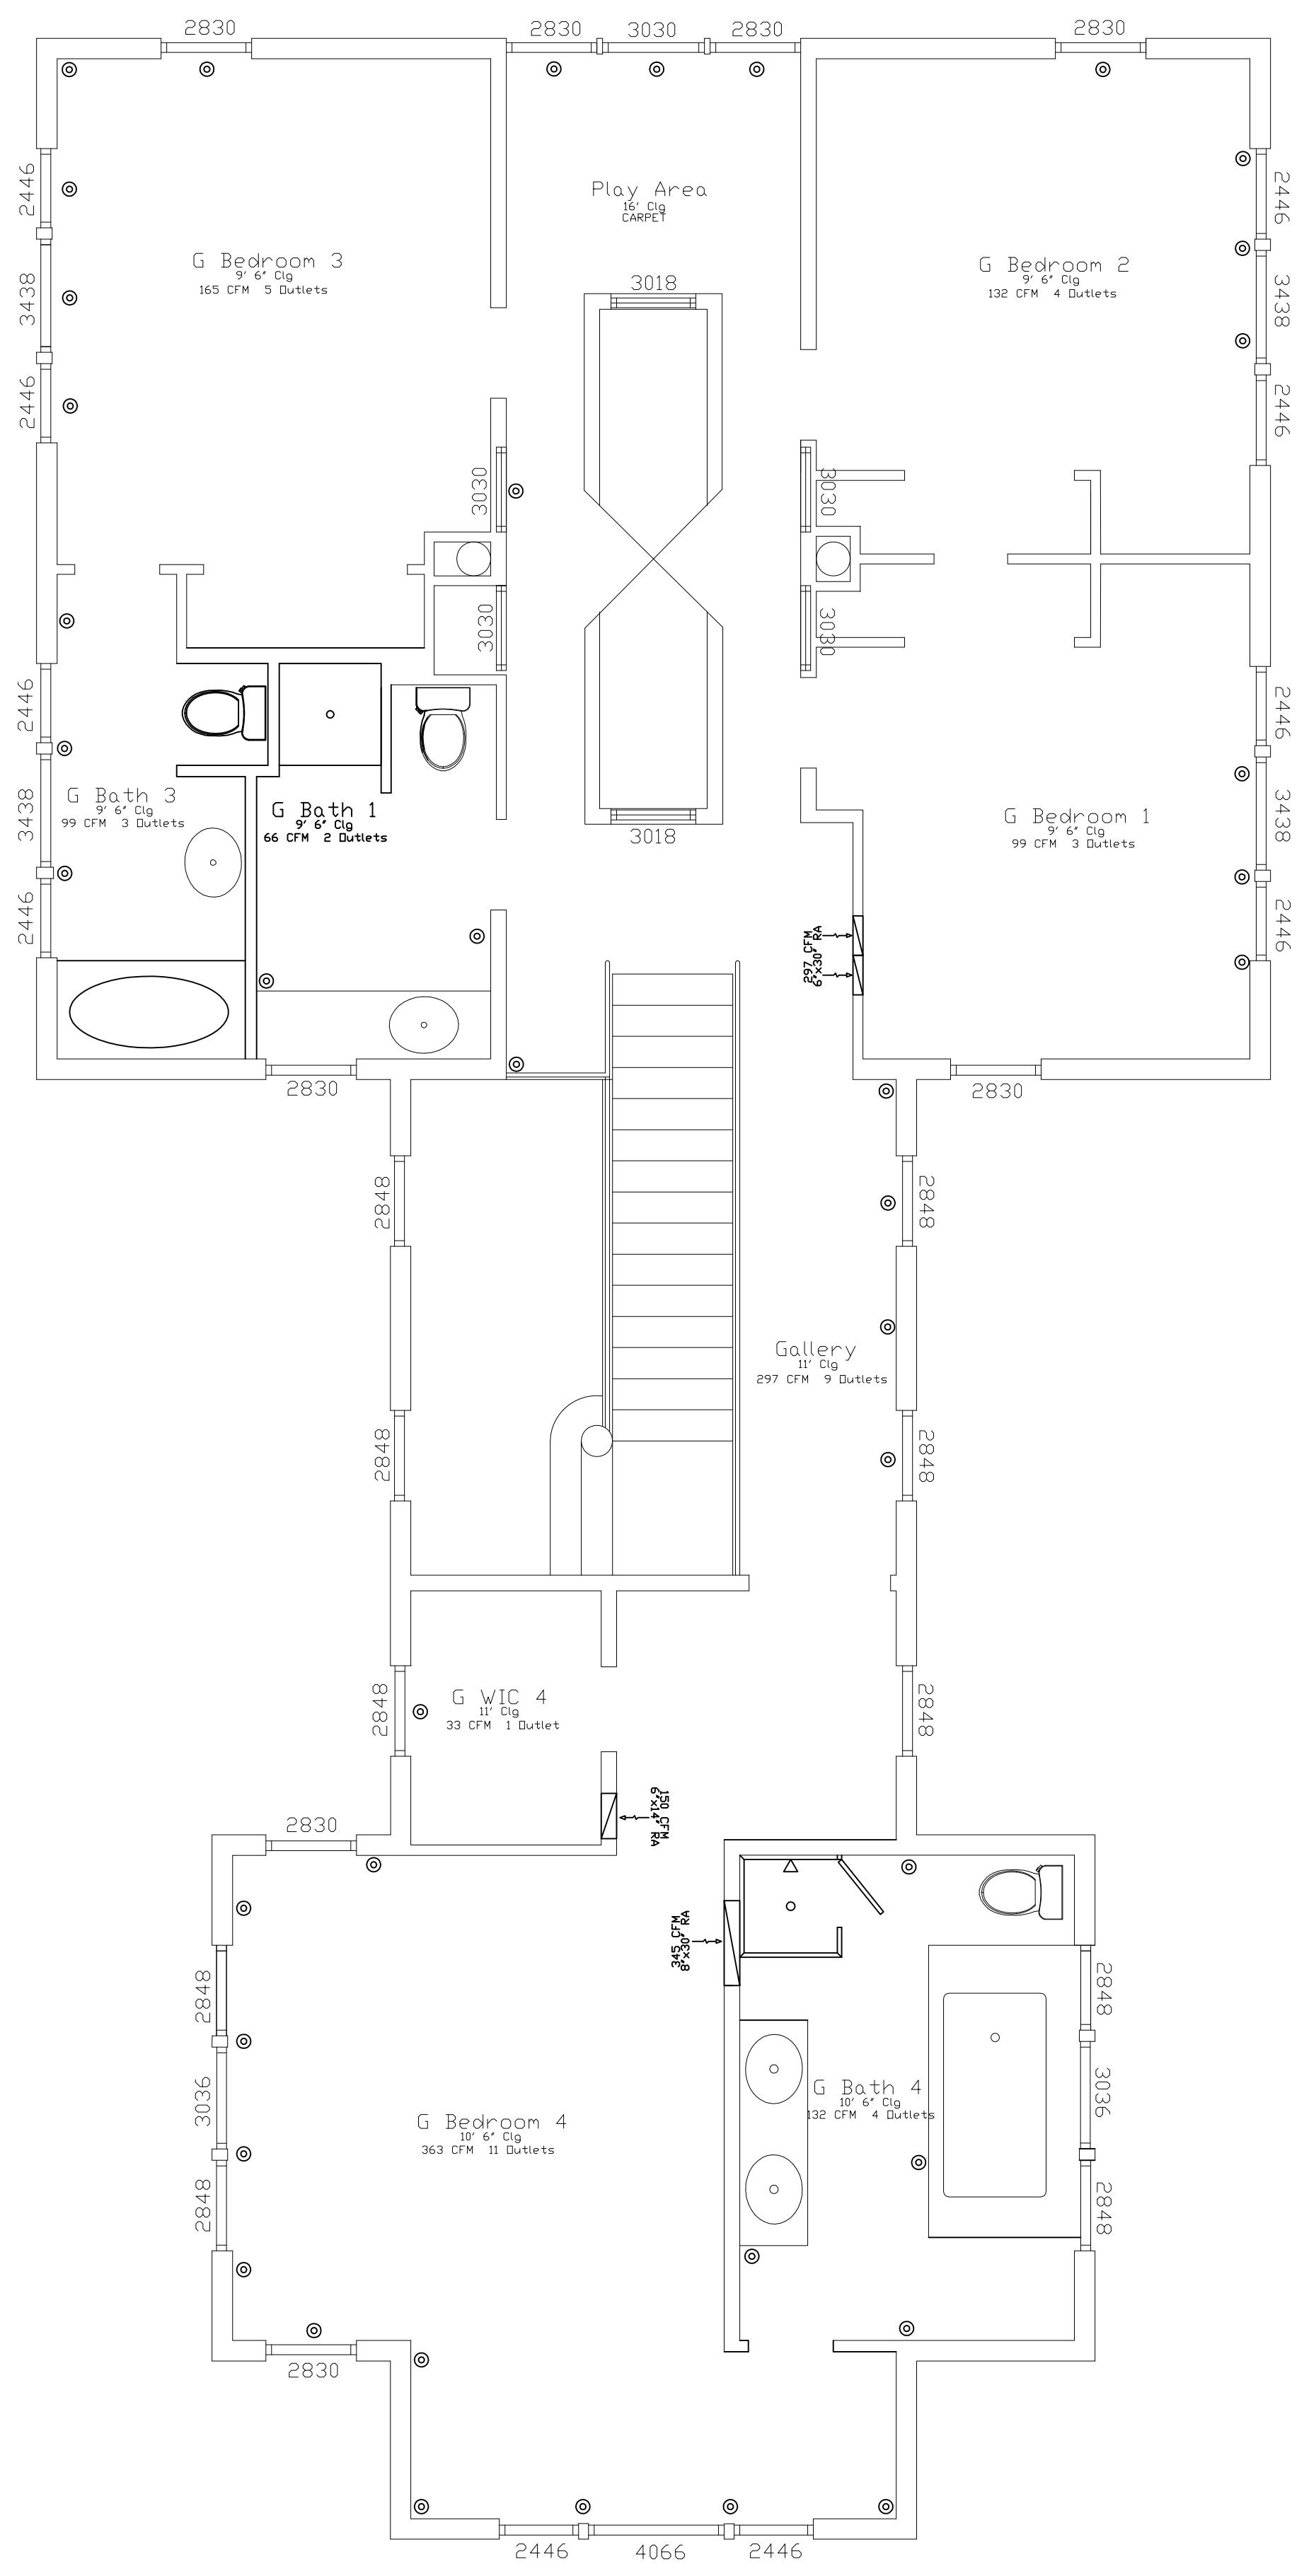 2830
2830
3030
2830
2830
2446
3438
2446
G Bedroom 3
9' 6" Clg
165 CFM 5 Outlets
Play Area
16' Clg
CARPET
3018
G Bedroom 2
9' 6" Clg
132 CFM 4 Outlets
2446
3438
2446
3030
3030
3030
3030
2446
3438
2446
G Bath 3
9' 6" Clg
99 CFM 3 Outlets
G Bath 1
9' 6" Clg
66 CFM 2 Outlets
3018
G Bedroom 1
9' 6" Clg
99 CFM 3 Outlets
2446
3438
2446
297 CFM
6"x30" RA
2830
2830
2848
2848
2848
2848
Gallery
11' Clg
297 CFM 9 Outlets
G WIC 4
11' Clg
33 CFM 1 Outlet
2848
2848
150 CFM
6"x14" RA
2830
345 CFM
8"x30" RA
2848
3036
2848
G Bedroom 4
10' 6" Clg
363 CFM 11 Outlets
G Bath 4
10' 6" Clg
132 CFM 4 Outlets
2848
3036
2848
2830
2446
4066
2446